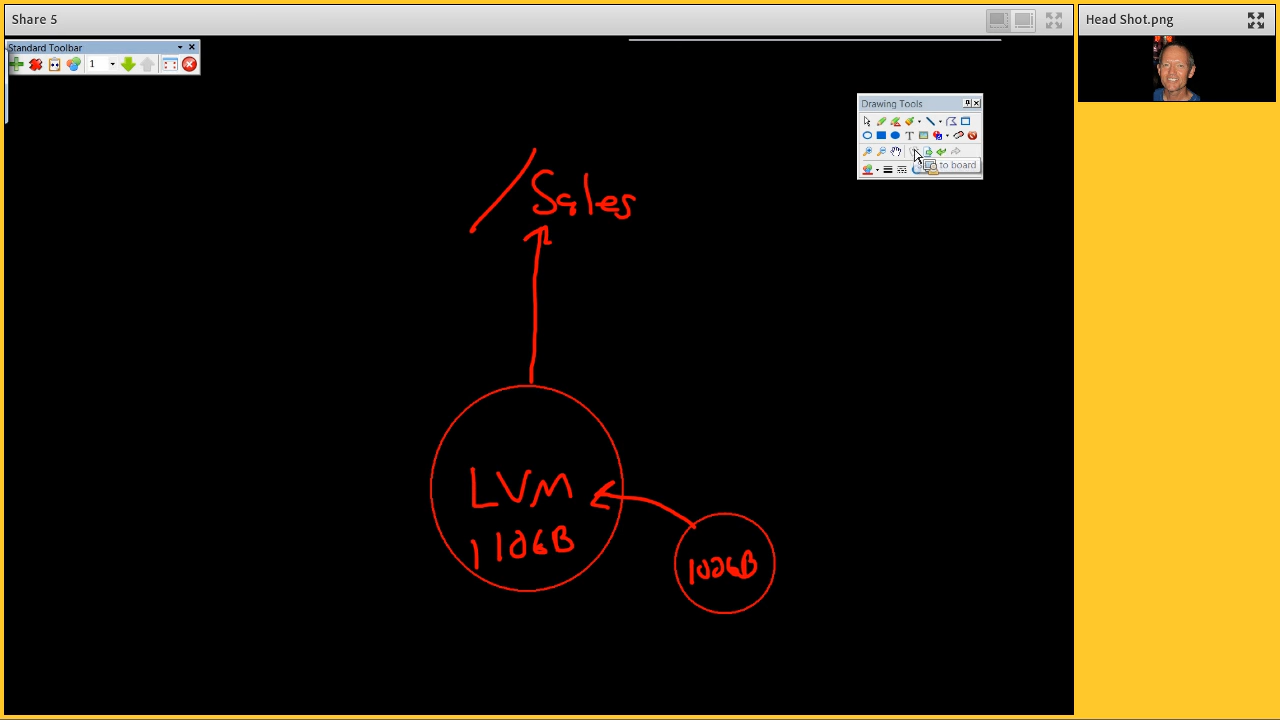 Share 5
Head Shot.png
Standard Toolbar
1
Drawing Tools
to board
/Sales
LVM
110GB
100GB